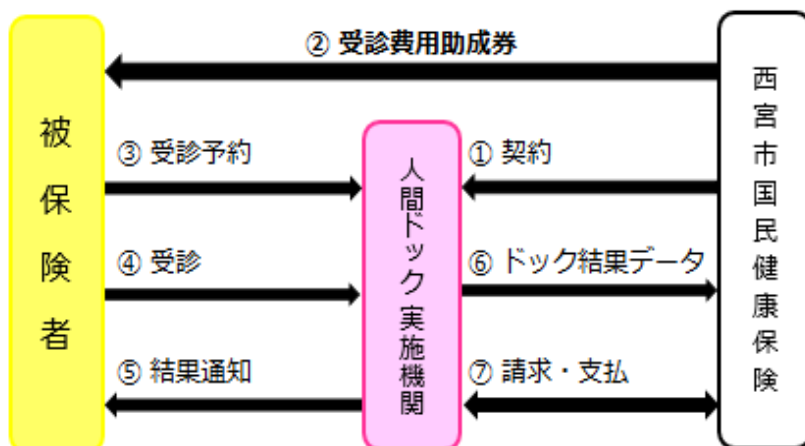 ② 受診費用助成券
被保険者
③ 受診予約
④ 受診
⑤ 結果通知
人間ドック実施機関
① 契約
⑥ ドック結果データ
⑦ 請求・支払
西宮市国民健康保険